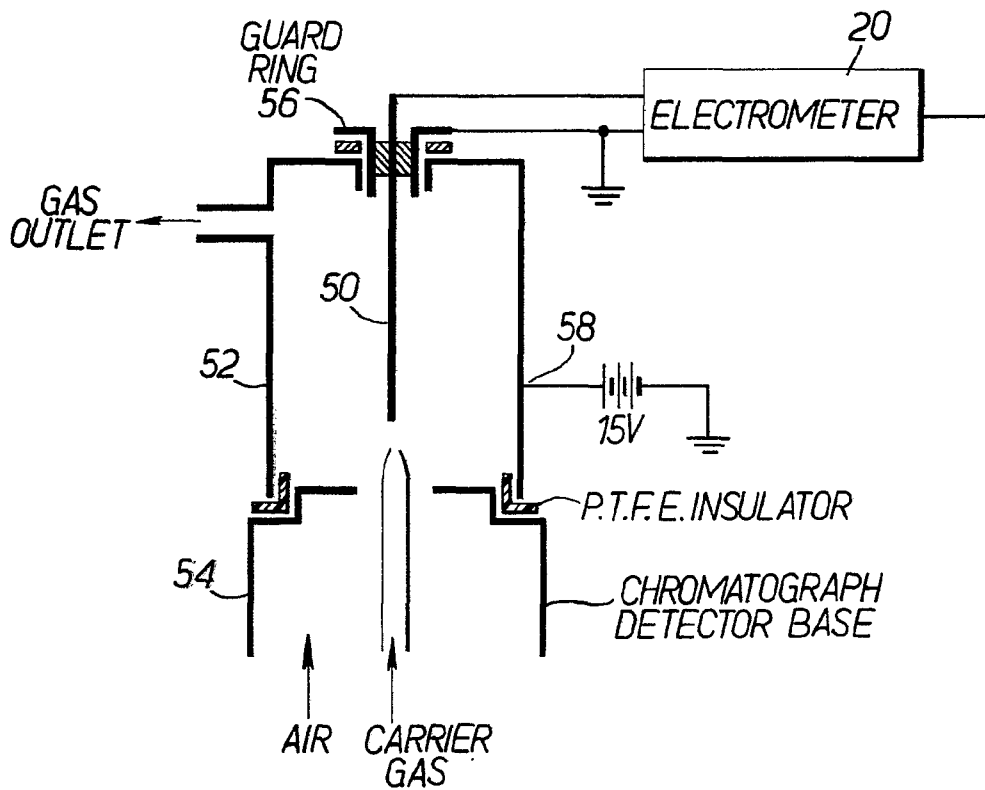 GUARD
RING
56
20
ELECTROMETER
GAS
OUTLET
50
58
52
15V
P.T.F.E. INSULATOR
54
CHROMATOGRAPH
DETECTOR BASE
AIR
CARRIER
GAS